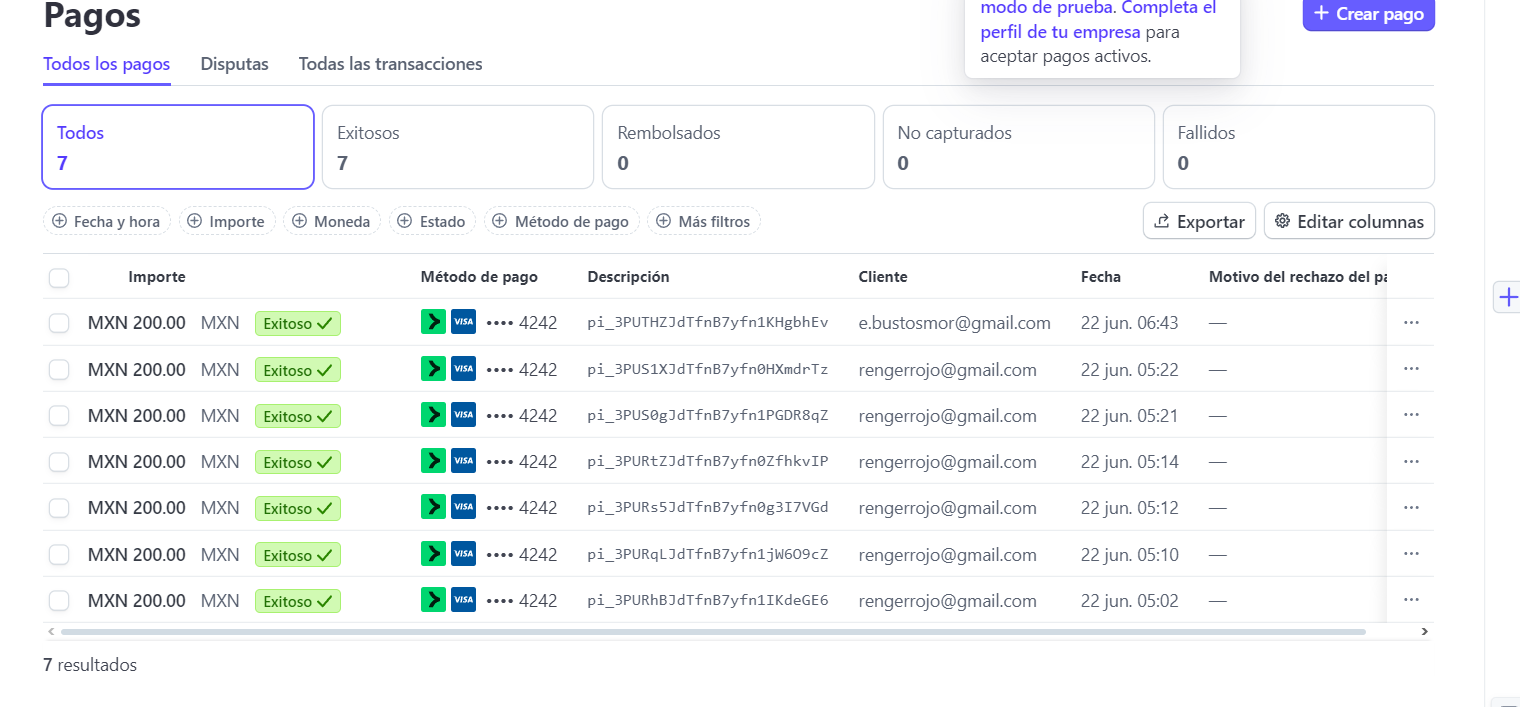 Pagos
modo de prueba. Completa el
perfil de tu empresa para
aceptar pagos activos.
+ Crear pago
Todos los pagos Disputas Todas las transacciones
Todos Exitosos Rembolsados No capturados Fallidos
7 7 0 0 0
Fecha y hora Importe Moneda Estado Método de pago Más filtros Exportar Editar columnas
Importe Método de pago Descripción Cliente Fecha Motivo del rechazo del pa
MXN 200.00 MXN Exitoso VISA •••• 4242 pi_3PUTHZJdTfnB7yfn1KHgbhEv e.bustosmor@gmail.com 22 jun. 06:43 —
MXN 200.00 MXN Exitoso VISA •••• 4242 pi_3PUS1XJdTfnB7yfn0HXmdrTz rengerrojo@gmail.com 22 jun. 05:22 —
MXN 200.00 MXN Exitoso VISA •••• 4242 pi_3PUS0gJdTfnB7yfn1PGDR8qZ rengerrojo@gmail.com 22 jun. 05:21 —
MXN 200.00 MXN Exitoso VISA •••• 4242 pi_3PURtZJdTfnB7yfn0ZfhkvIP rengerrojo@gmail.com 22 jun. 05:14 —
MXN 200.00 MXN Exitoso VISA •••• 4242 pi_3PURs5JdTfnB7yfn0g3I7VGd rengerrojo@gmail.com 22 jun. 05:12 —
MXN 200.00 MXN Exitoso VISA •••• 4242 pi_3PURqLJdTfnB7yfn1jW6O9cZ rengerrojo@gmail.com 22 jun. 05:10 —
MXN 200.00 MXN Exitoso VISA •••• 4242 pi_3PURhBJdTfnB7yfn1IKdeGE6 rengerrojo@gmail.com 22 jun. 05:02 —
7 resultados